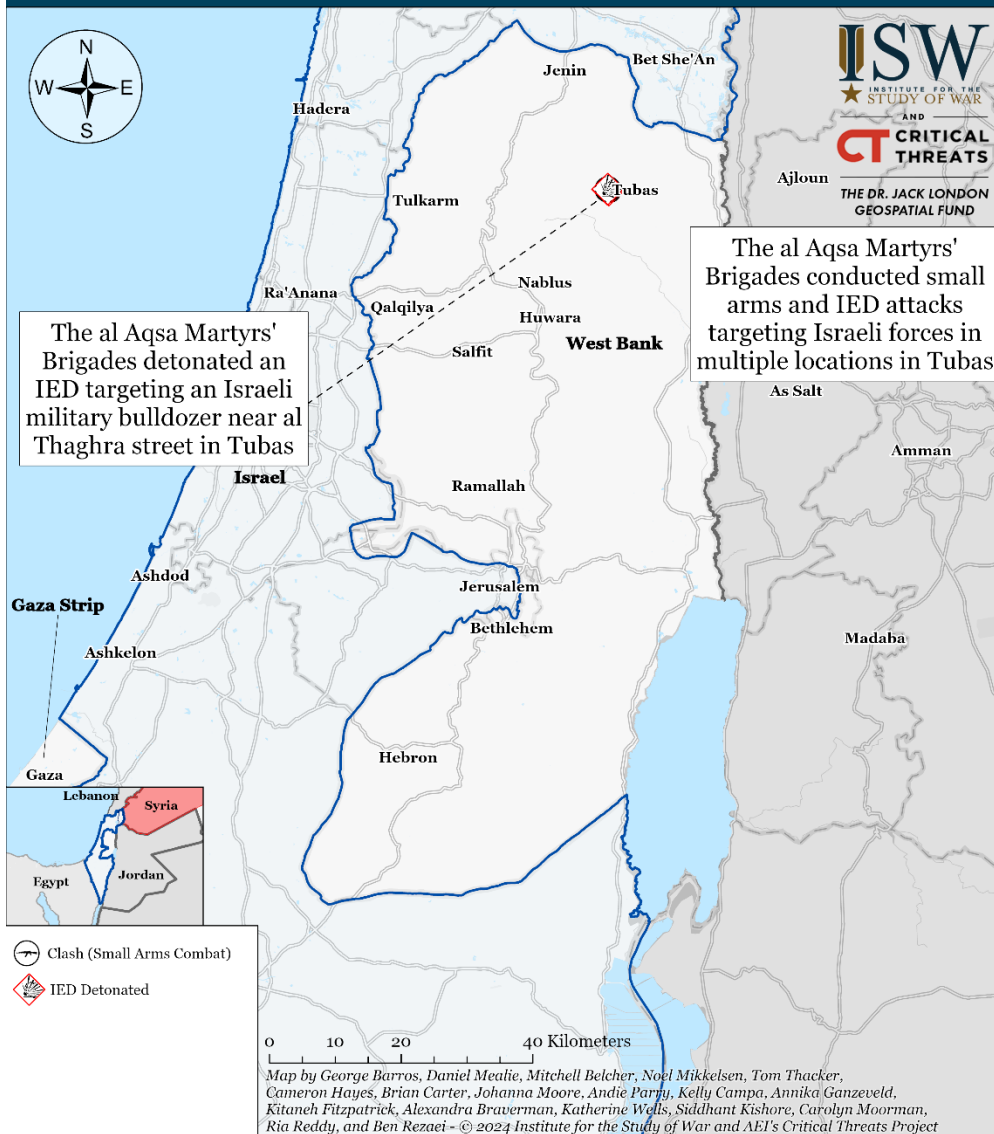 N
W E
S
ISW
INSTITUTE FOR THE
STUDY OF WAR
AND
CT CRITICAL
THREATS
THE DR. JACK LONDON
GEOSPATIAL FUND
Jenin
Bet She'An
Hadera
Ajloun
Tubas
Tulkarm
The al Aqsa Martyrs'
Brigades conducted small
arms and IED attacks
targeting Israeli forces in
multiple locations in Tubas
Nablus
Ra'Anana
Qalqilya
Huwara
West Bank
Salfit
The al Aqsa Martyrs'
Brigades detonated an
IED targeting an Israeli
military bulldozer near al
Thaghra street in Tubas
As Salt
Amman
Israel
Ramallah
Ashdod
Jerusalem
Gaza Strip
Bethlehem
Madaba
Ashkelon
Hebron
Gaza
Lebanon
Syria
Egypt
Jordan
Clash (Small Arms Combat)
IED Detonated
0 10 20 40 Kilometers
Map by George Barros, Daniel Mealie, Mitchell Belcher, Noel Mikkelsen, Tom Thacker,
Cameron Hayes, Brian Carter, Johanna Moore, Andie Parry, Kelly Campa, Annika Ganzeveld,
Kitaneh Fitzpatrick, Alexandra Braverman, Katherine Wells, Siddhant Kishore, Carolyn Moorman,
Ria Reddy, and Ben Rezaei - © 2024 Institute for the Study of War and AEI's Critical Threats Project